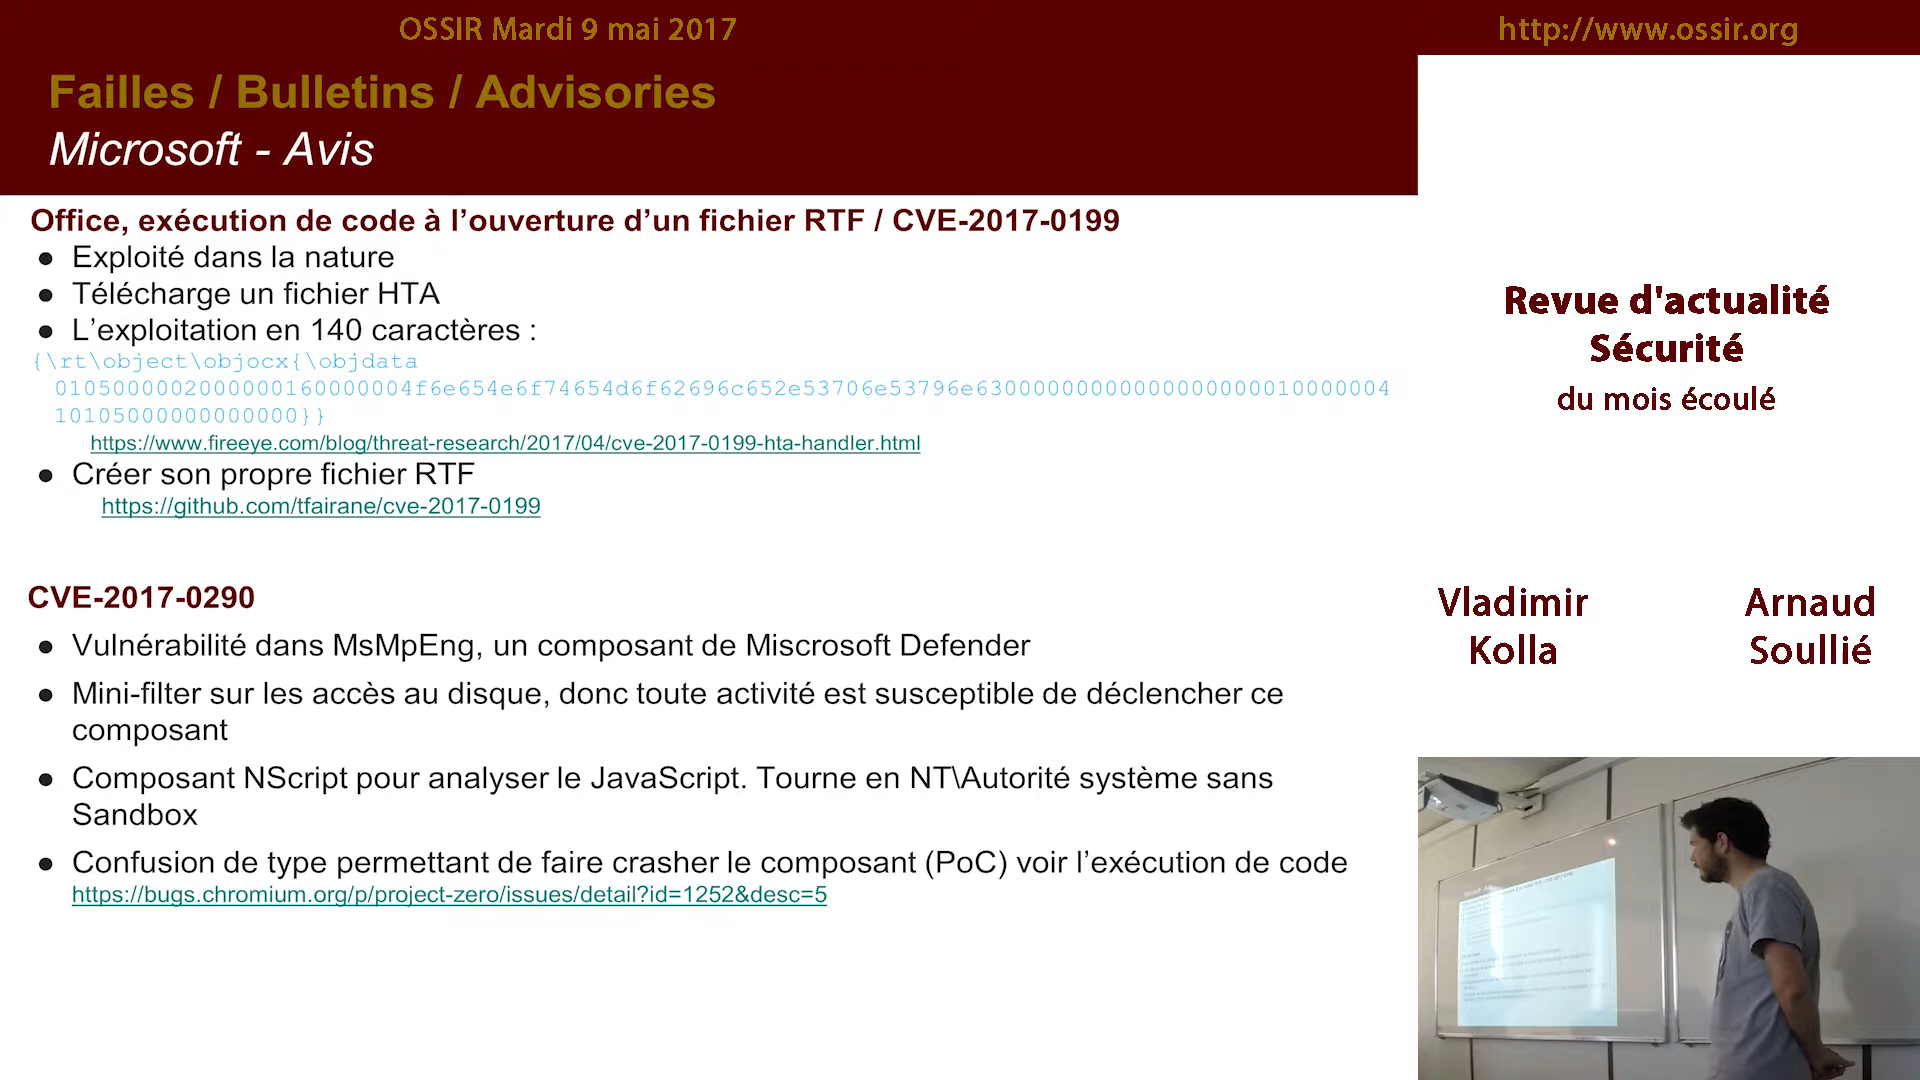 OSSIR Mardi 9 mai 2017
http://www.ossir.org
Failles / Bulletins / Advisories
Microsoft - Avis
Office, exécution de code à l’ouverture d’un fichier RTF / CVE-2017-0199
● Exploité dans la nature
● Télécharge un fichier HTA
● L’exploitation en 140 caractères :
{\rt\object\objocx{\objdata
0105000002000000160000004f6e654e6f74654d6f62696c652e53706e53796e6300000000000000000010000004
101050000000000000}}
https://www.fireeye.com/blog/threat-research/2017/04/cve-2017-0199-hta-handler.html
● Créer son propre fichier RTF
https://github.com/tfairane/cve-2017-0199
CVE-2017-0290
● Vulnérabilité dans MsMpEng, un composant de Miscrosoft Defender
● Mini-filter sur les accès au disque, donc toute activité est susceptible de déclencher ce
composant
● Composant NScript pour analyser le JavaScript. Tourne en NT\Autorité système sans
Sandbox
● Confusion de type permettant de faire crasher le composant (PoC) voir l’exécution de code
https://bugs.chromium.org/p/project-zero/issues/detail?id=1252&desc=5
Revue d'actualité
Sécurité
du mois écoulé
Vladimir
Kolla
Arnaud
Soullié